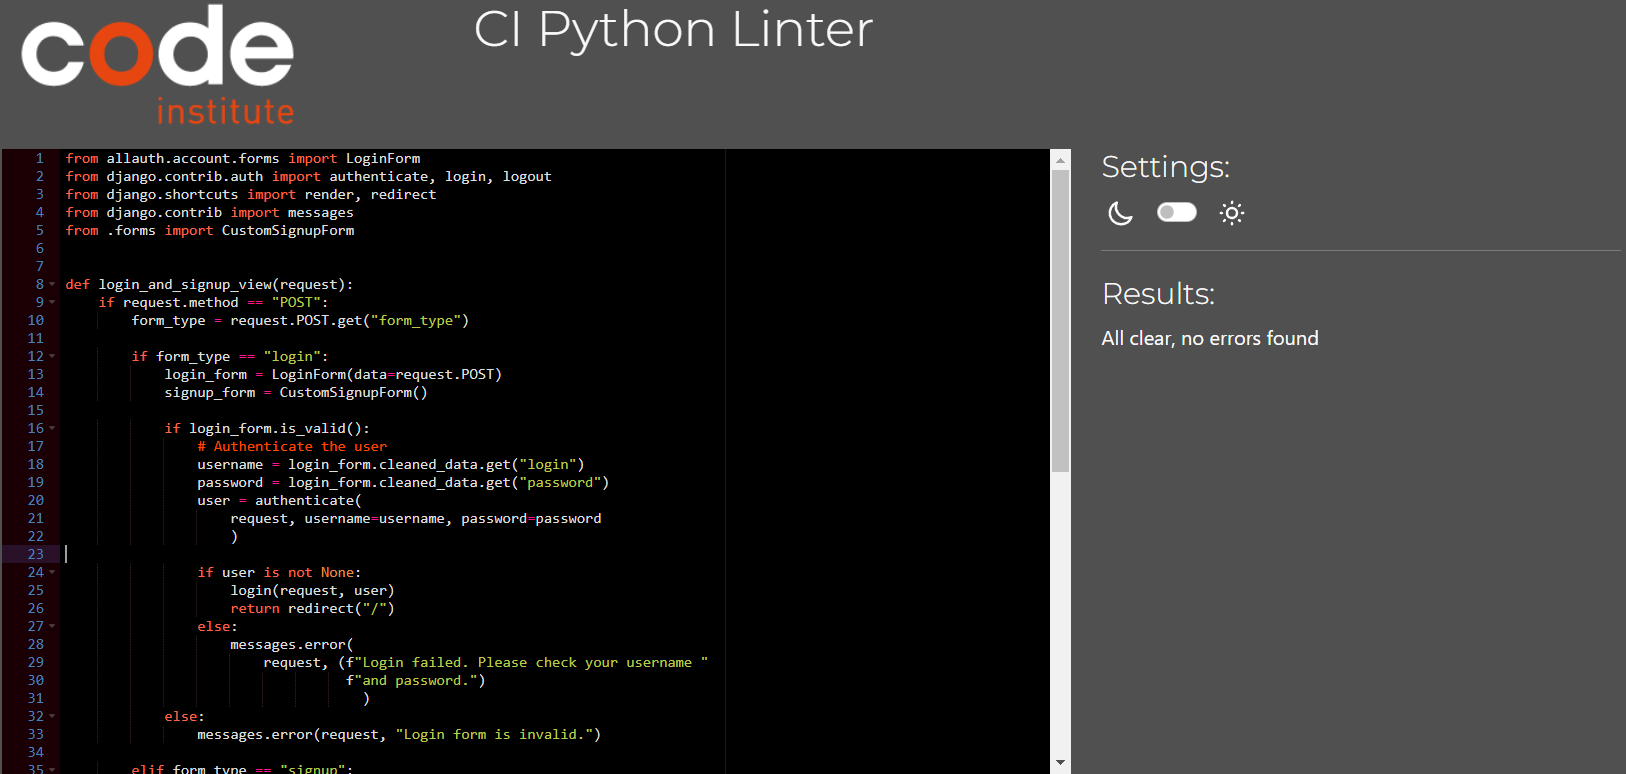 code
institute
CI Python Linter
1 from allauth.account.forms import LoginForm
2 from django.contrib.auth import authenticate, login, logout
3 from django.shortcuts import render, redirect
4 from django.contrib import messages
5 from .forms import CustomSignupForm
6
7
8 def login_and_signup_view(request):
9     if request.method == "POST":
10         form_type = request.POST.get("form_type")
11
12         if form_type == "login":
13             login_form = LoginForm(data=request.POST)
14             signup_form = CustomSignupForm()
15
16             if login_form.is_valid():
17                 # Authenticate the user
18                 username = login_form.cleaned_data.get("login")
19                 password = login_form.cleaned_data.get("password")
20                 user = authenticate(
21                     request, username=username, password=password
22                     )
23
24                 if user is not None:
25                     login(request, user)
26                     return redirect("/")
27                 else:
28                     messages.error(
29                         request, (f"Login failed. Please check your username "
30                                   f"and password.")
31                                     )
32             else:
33                 messages.error(request, "Login form is invalid.")
34
35         elif form_type == "signup":
Settings:
Results:
All clear, no errors found